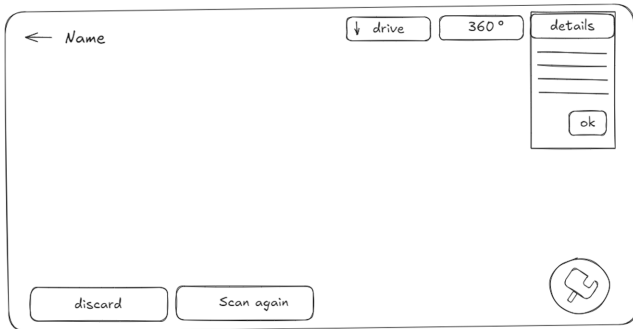 ← Name
↓ drive
360°
details
ok
discard
Scan again